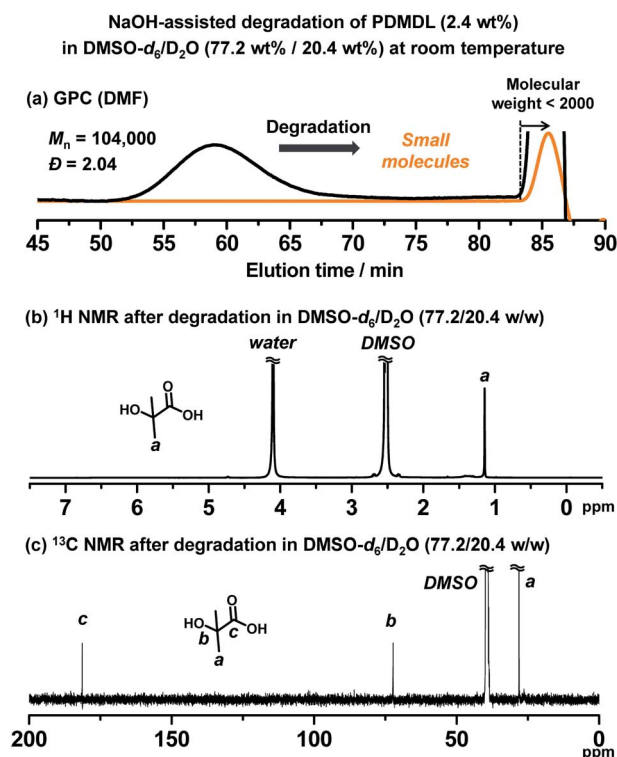 NaOH-assisted degradation of PDMDL (2.4 wt%)
in DMSO-d₆/D₂O (77.2 wt% / 20.4 wt%) at room temperature
(a) GPC (DMF)
Molecular
weight < 2000
Mₙ = 104,000
Đ = 2.04
Degradation
Small
molecules
45 50 55 60 65 70 75 80 85 90
Elution time / min
(b) ¹H NMR after degradation in DMSO-d₆/D₂O (77.2/20.4 w/w)
water
DMSO
a
O
HO
OH
a
7 6 5 4 3 2 1 0 ppm
(c) ¹³C NMR after degradation in DMSO-d₆/D₂O (77.2/20.4 w/w)
DMSO
a
c
b
O
HO
OH
b
c
a
200 150 100 50 0
ppm